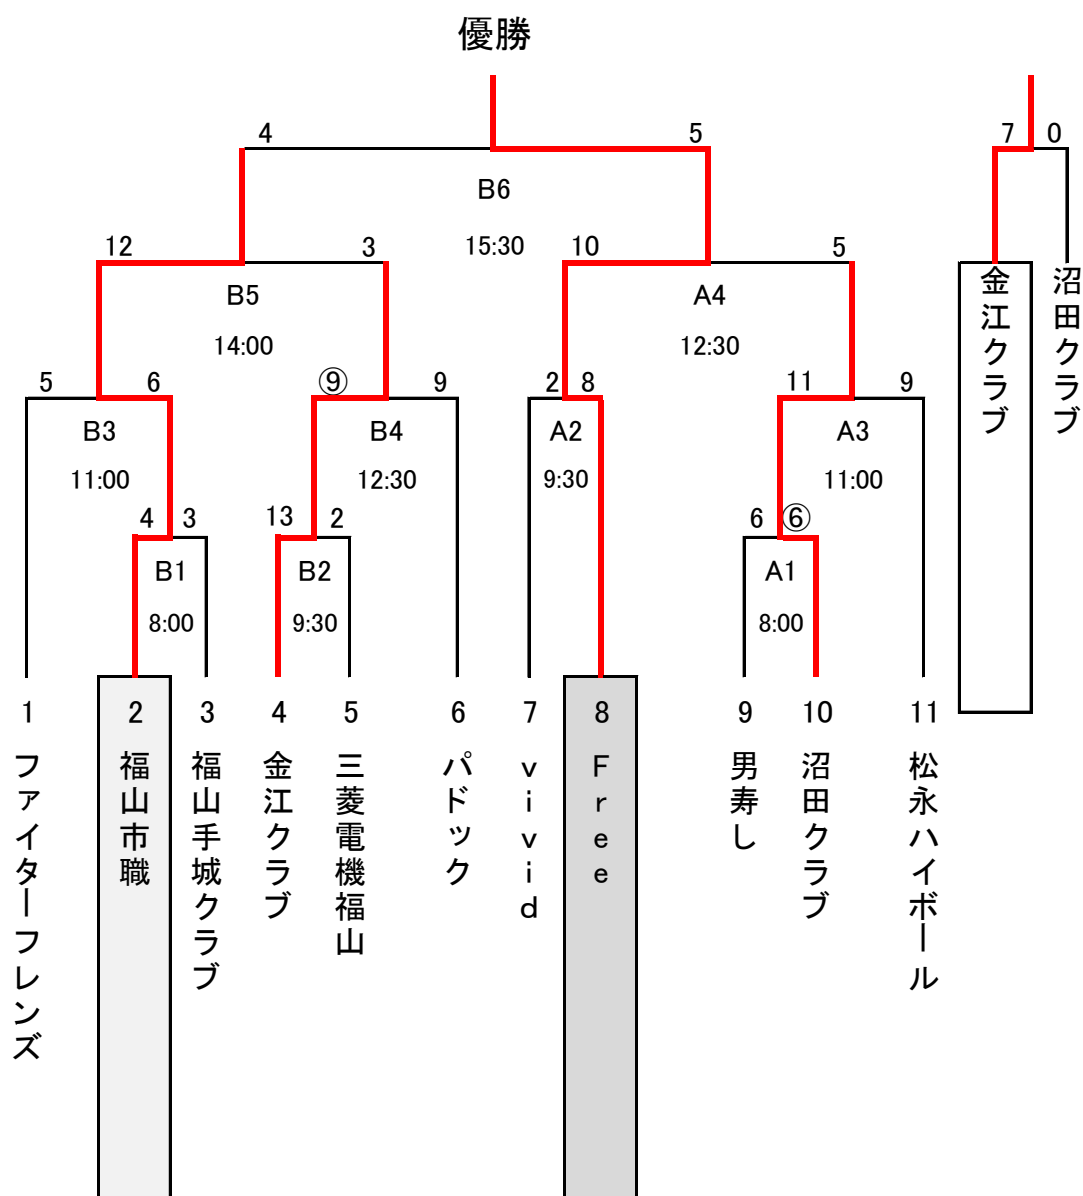 優勝
4 5 7 0
B6
15:30
12 3 10 5
B5 A4
14:00 12:30
金江クラブ
沼田クラブ
5 6 ⑨ 9 2 8 11 9
B3 B4 A2 A3
11:00 12:30 9:30 11:00
4 3 13 2 6 ⑥
B1 B2 A1
8:00 9:30 8:00
1 2 3 4 5 6 7 8 9 10 11
ファイターフレンズ
福山市職
福山手城クラブ
金江クラブ
三菱電機福山
パドック
vivid
Free
男寿し
沼田クラブ
松永ハイボール